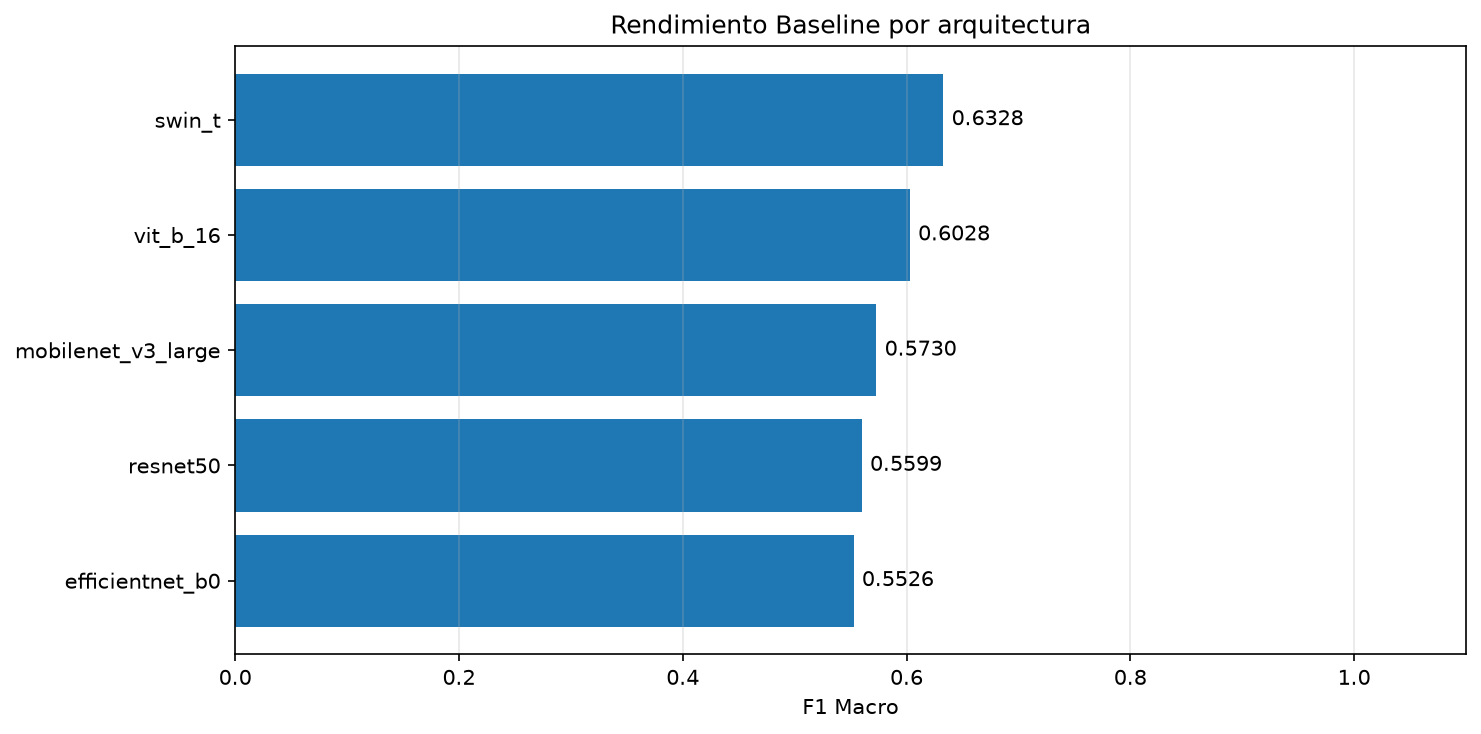 Rendimiento Baseline por arquitectura
swin_t
0.6328
vit_b_16
0.6028
mobilenet_v3_large
0.5730
resnet50
0.5599
efficientnet_b0
0.5526
0.0 0.2 0.4 0.6 0.8 1.0
F1 Macro